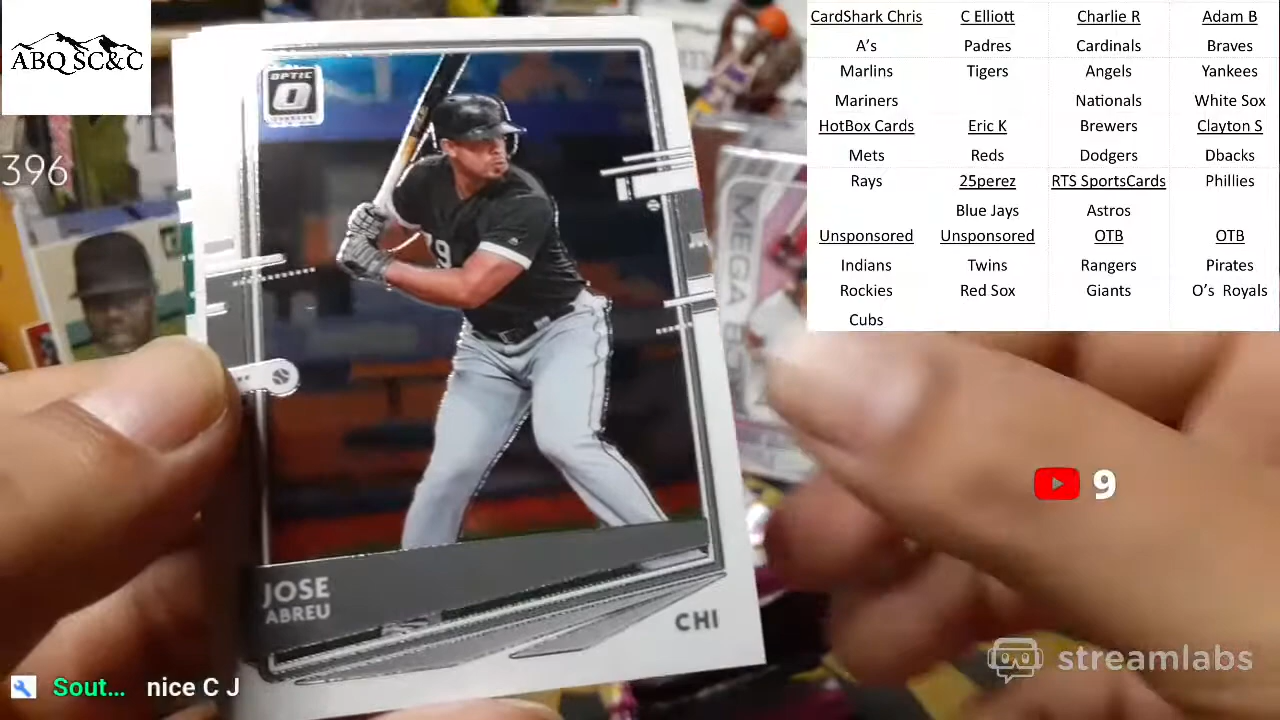 ABQ SC&C
396
CardShark Chris C Elliott Charlie R Adam B
A's Padres Cardinals Braves
Marlins Tigers Angels Yankees
Mariners Nationals White Sox
HotBox Cards Eric K Brewers Clayton S
Mets Reds Dodgers Dbacks
Rays 25perez RTS SportsCards Phillies
Blue Jays Astros
Unsponsored Unsponsored OTB OTB
Indians Twins Rangers Pirates
Rockies Red Sox Giants O's Royals
Cubs
OPTIC
O
MEGA
JOSE
ABREU
CHI
9
Sout... nice C J
streamlabs